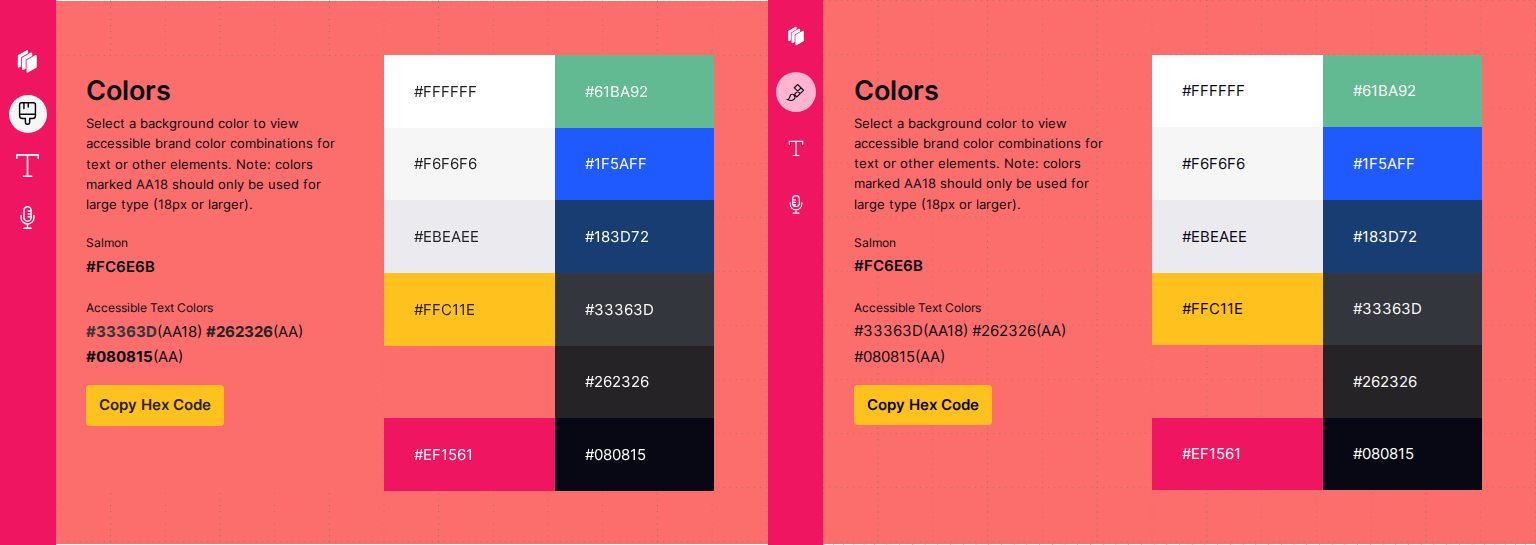 Colors
Select a background color to view
accessible brand color combinations for
text or other elements. Note: colors
marked AA18 should only be used for
large type (18px or larger).
Salmon
#FC6E6B
Accessible Text Colors
#33363D(AA18) #262326(AA)
#080815(AA)
Copy Hex Code
#FFFFFF
#61BA92
#F6F6F6
#1F5AFF
#EBEAEE
#183D72
#FFC11E
#33363D
#262326
#EF1561
#080815
Colors
Select a background color to view
accessible brand color combinations for
text or other elements. Note: colors
marked AA18 should only be used for
large type (18px or larger).
Salmon
#FC6E6B
Accessible Text Colors
#33363D(AA18) #262326(AA)
#080815(AA)
Copy Hex Code
#FFFFFF
#61BA92
#F6F6F6
#1F5AFF
#EBEAEE
#183D72
#FFC11E
#33363D
#262326
#EF1561
#080815